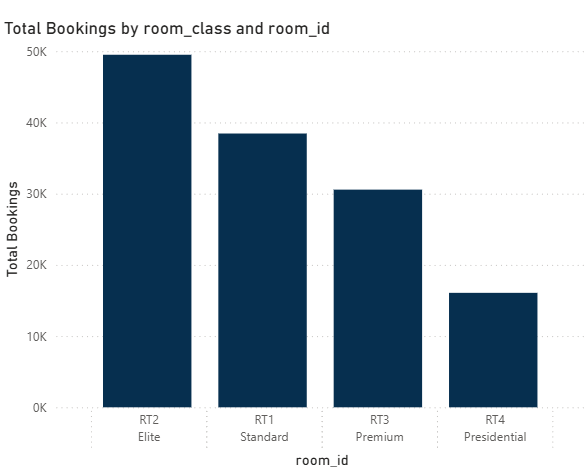 Total Bookings by room_class and room_id
50K
40K
30K
20K
10K
0K
Total Bookings
RT2
Elite
RT1
Standard
RT3
Premium
RT4
Presidential
room_id